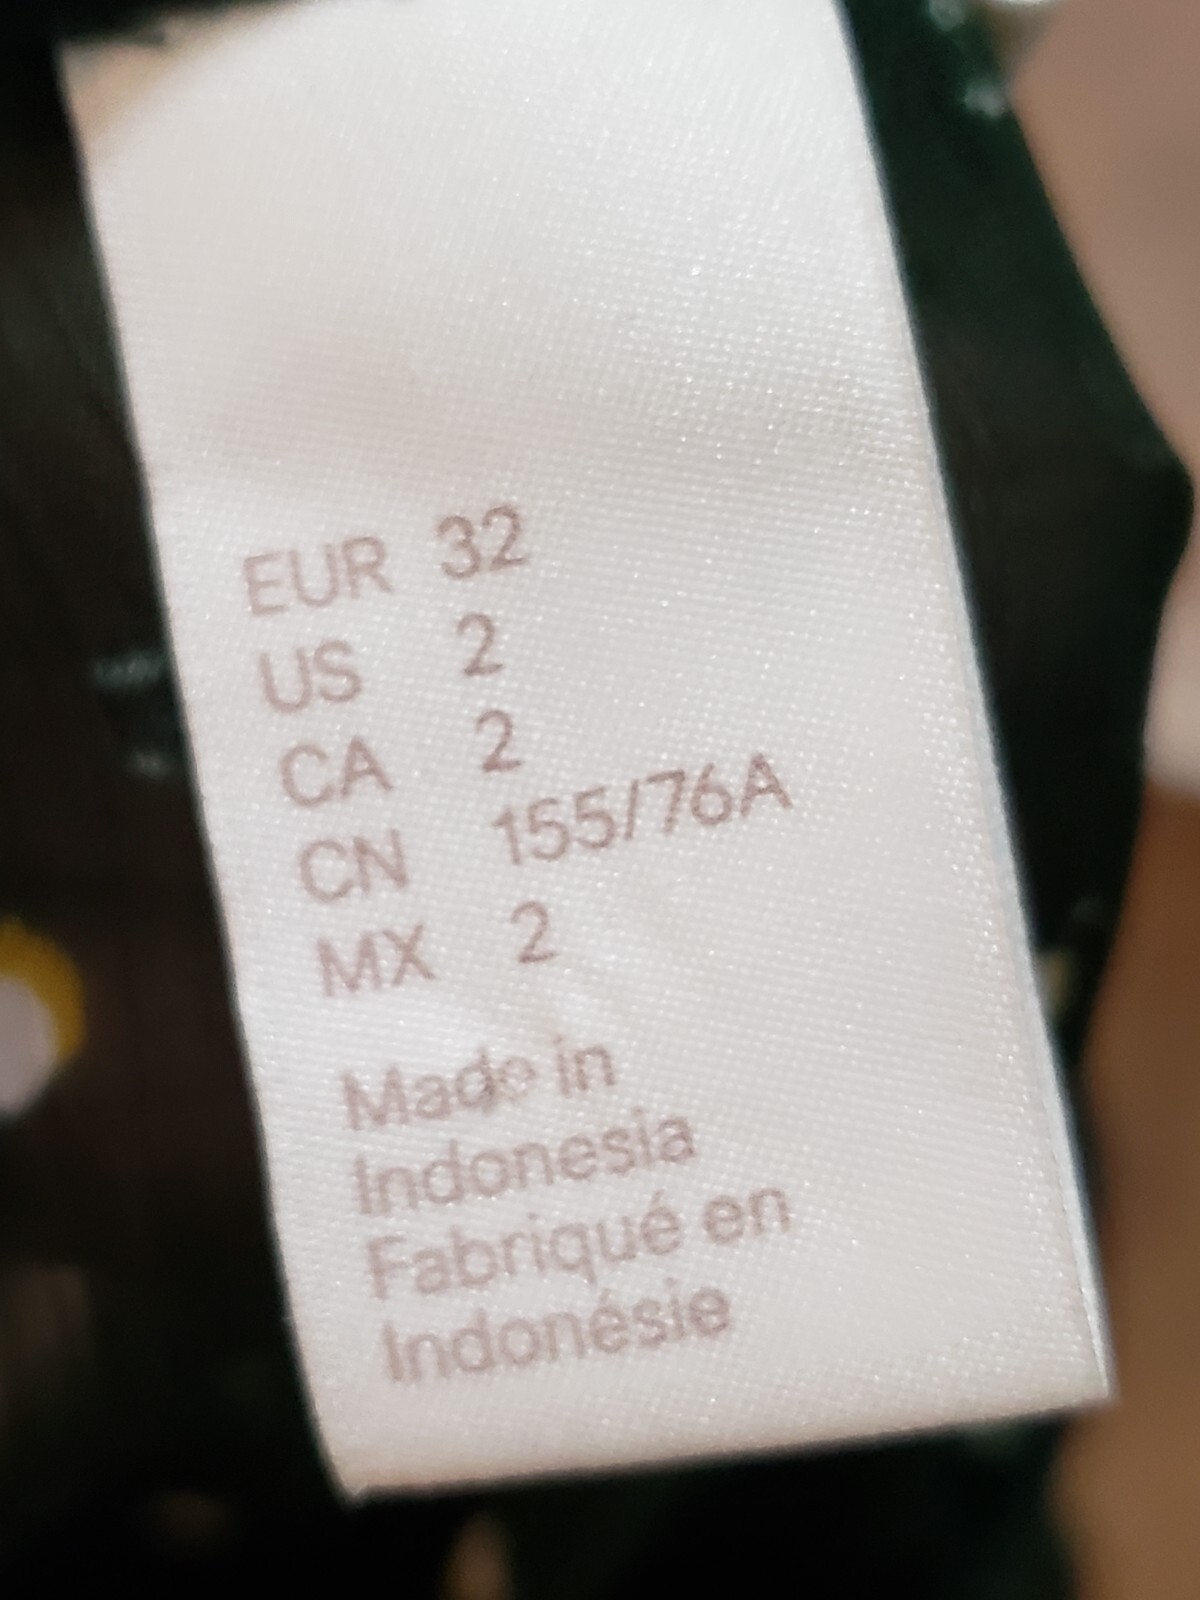 EUR 32
US 2
CA 2
CN 155/76A
MX 2
Made in
Indonesia
Fabriqué en
Indonésie